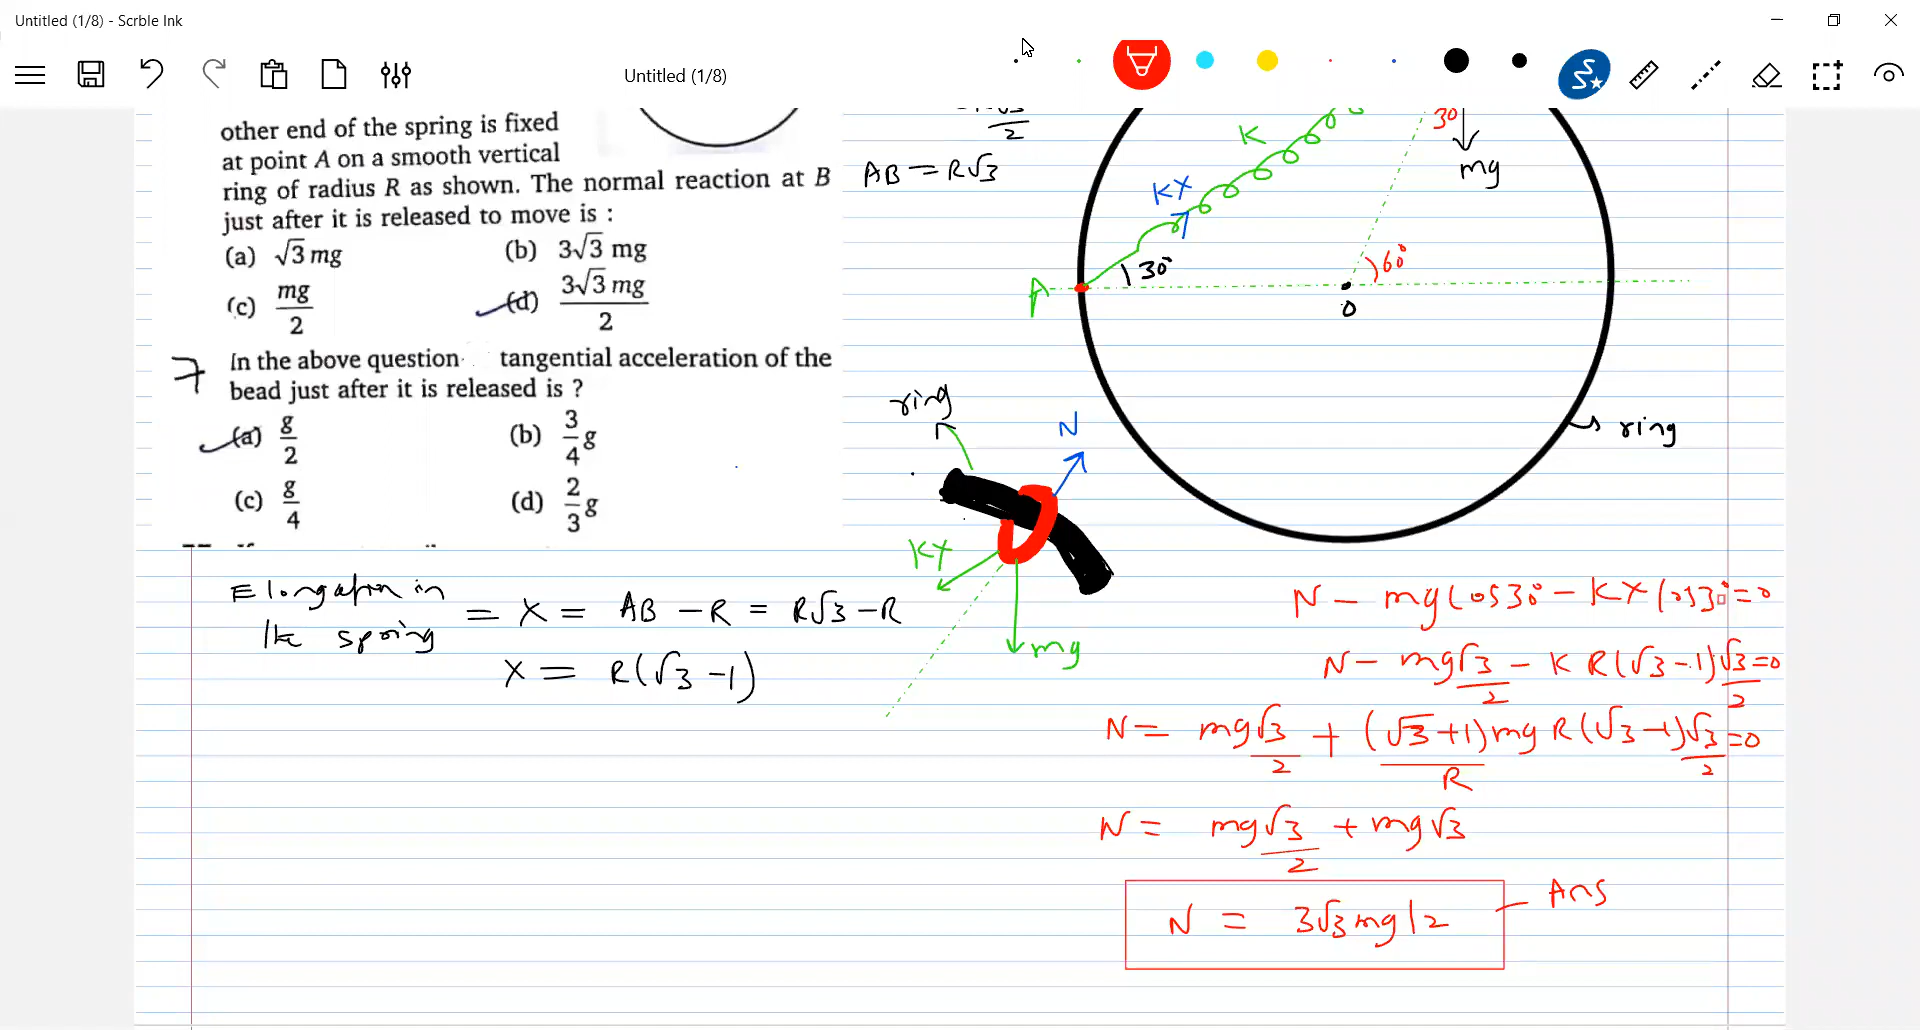 Untitled (1/8) - Scrble Ink
Untitled (1/8)
other end of the spring is fixed
at point A on a smooth vertical
ring of radius R as shown. The normal reaction at B
just after it is released to move is :
(a) √3 mg
(b) 3√3 mg
(c) mg/2
(d) 3√3 mg/2
7 In the above question tangential acceleration of the
bead just after it is released is ?
(a) g/2
(b) 3/4 g
(c) g/4
(d) 2/3 g
√3/2
AB = R√3
K
KX
30
mg
A
30°
60°
O
ring
ring
N
KX
mg
Elongation in
the spring
= X = AB - R = R√3 - R
X = R(√3 - 1)
N - mg cos30° - KX cos30° = 0
N - mg√3/2 - K R(√3 - 1)√3/2 = 0
N = mg√3/2 + (√3+1)mg/R R(√3-1)√3/2 = 0
N = mg√3/2 + mg√3
N = 3√3mg/2
Ans